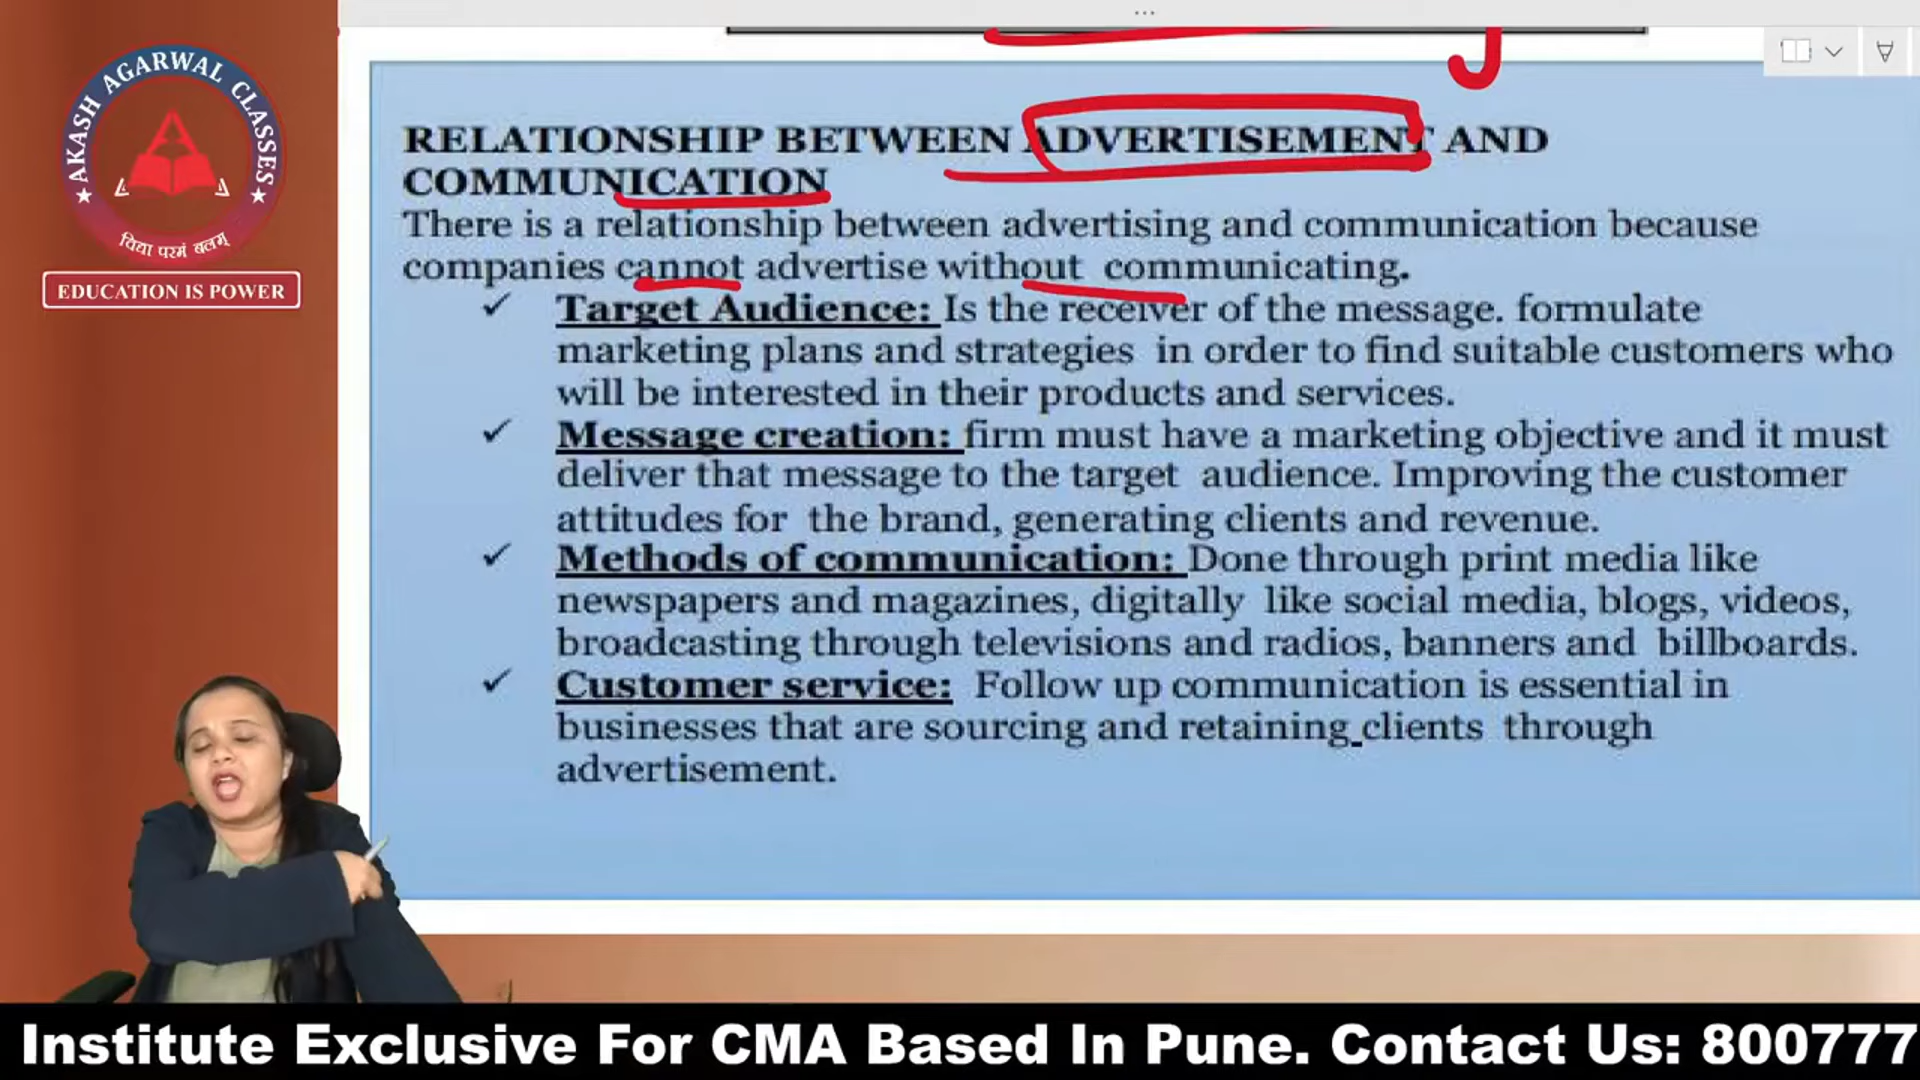 AKASH AGARWAL CLASSES
विद्या परमं बलम्
EDUCATION IS POWER
RELATIONSHIP BETWEEN ADVERTISEMENT AND
COMMUNICATION
There is a relationship between advertising and communication because
companies cannot advertise without communicating.
Target Audience: Is the receiver of the message. formulate
marketing plans and strategies in order to find suitable customers who
will be interested in their products and services.
Message creation: firm must have a marketing objective and it must
deliver that message to the target audience. Improving the customer
attitudes for the brand, generating clients and revenue.
Methods of communication: Done through print media like
newspapers and magazines, digitally like social media, blogs, videos,
broadcasting through televisions and radios, banners and billboards.
Customer service: Follow up communication is essential in
businesses that are sourcing and retaining clients through
advertisement.
Institute Exclusive For CMA Based In Pune. Contact Us: 800777